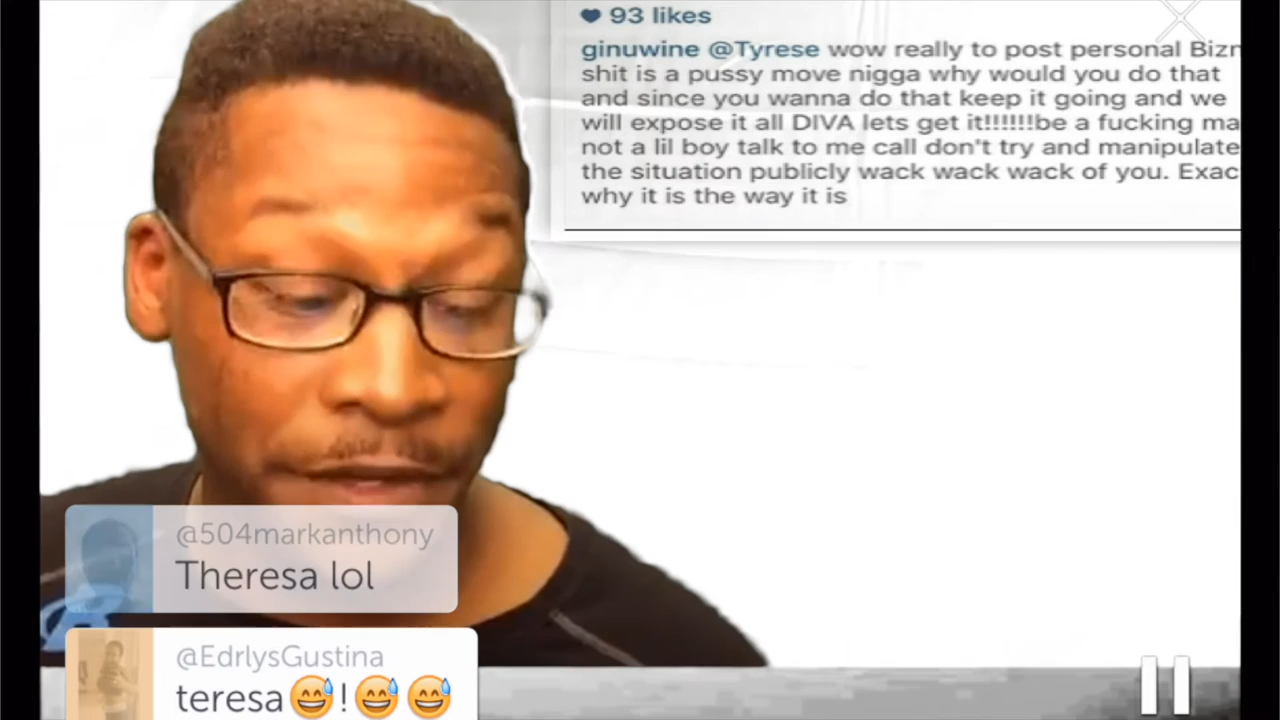 93 likes
ginuwine @Tyrese wow really to post personal Bizn
shit is a pussy move nigga why would you do that
and since you wanna do that keep it going and we
will expose it all DIVA lets get it!!!!!!be a fucking ma
not a lil boy talk to me call don't try and manipulate
the situation publicly wack wack wack of you. Exac
why it is the way it is
@504markanthony
Theresa lol
@EdrlysGustina
teresa😅!😅😅